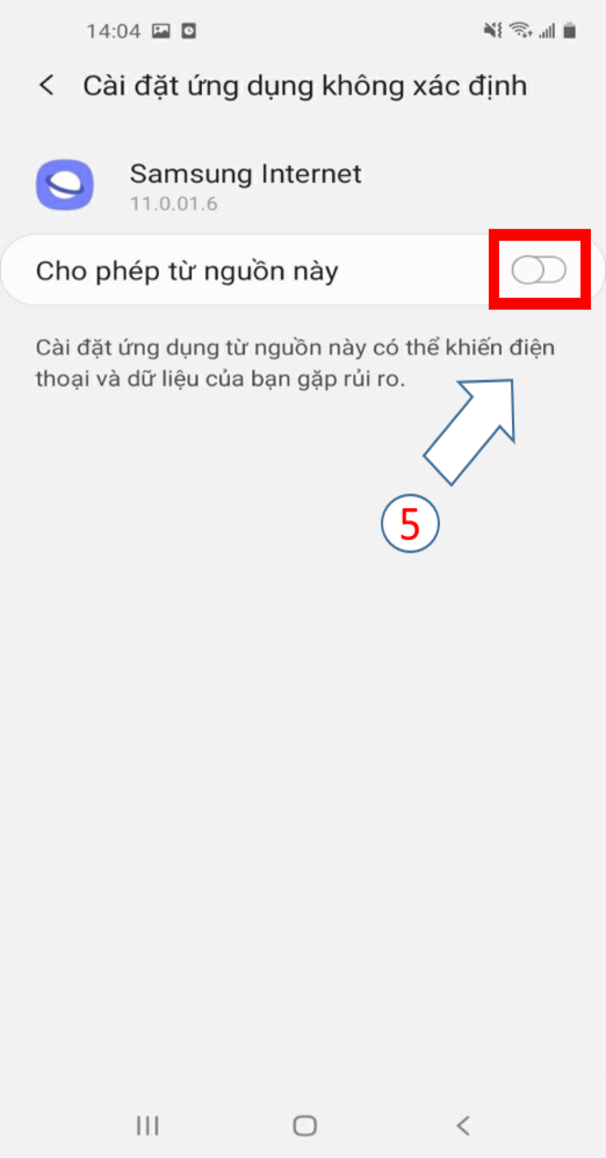 14:04
Cài đặt ứng dụng không xác định
Samsung Internet
11.0.01.6
Cho phép từ nguồn này
Cài đặt ứng dụng từ nguồn này có thể khiến điện
thoại và dữ liệu của bạn gặp rủi ro.
5